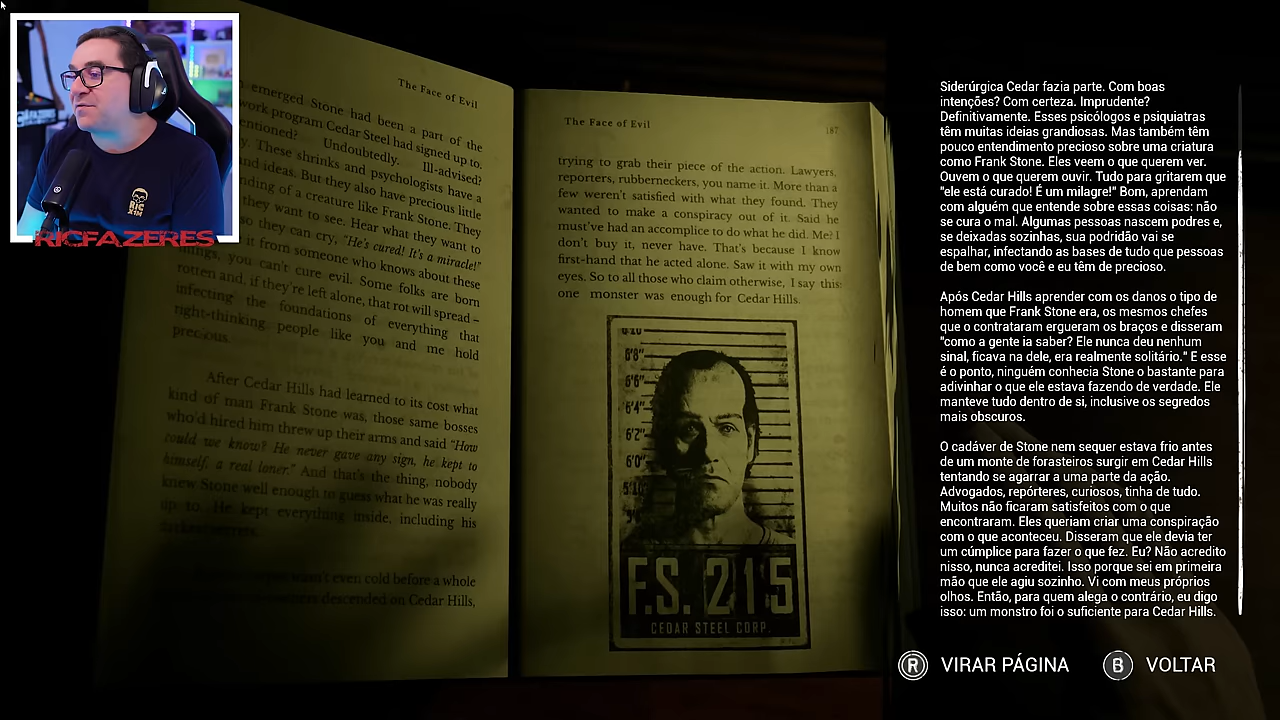 RIC
X1M
RICFAZERES
The Face of Evil
emerged Stone had been a part of the
work program Cedar Steel had signed up to.
Undoubtedly. Ill-advised?
These shrinks and psychologists have a
ideas. But they also have precious little
of a creature like Frank Stone. They
they want to see. Hear what they want to
so they can cry, "He's cured! It's a miracle!"
it from someone who knows about these
you can't cure evil. Some folks are born
rotten and, if they're left alone, that rot will spread –
infecting the foundations of everything that
right-thinking people like you and me hold
precious.
After Cedar Hills had learned to its cost what
kind of man Frank Stone was, those same bosses
who'd hired him threw up their arms and said "How
could we know? He never gave any sign, he kept to
himself, a real loner." And that's the thing, nobody
knew Stone well enough to guess what he was really
up to. He kept everything inside, including his
wasn't even cold before a whole
descended on Cedar Hills,
The Face of Evil
187
trying to grab their piece of the action. Lawyers,
reporters, rubberneckers, you name it. More than a
few weren't satisfied with what they found. They
wanted to make a conspiracy out of it. Said he
must've had an accomplice to do what he did. Me? I
don't buy it, never have. That's because I know
first-hand that he acted alone. Saw it with my own
eyes. So to all those who claim otherwise, I say this:
one monster was enough for Cedar Hills.
6'8"
6'6"
6'4"
6'2"
6'0"
F.S. 215
CEDAR STEEL CORP.
Siderúrgica Cedar fazia parte. Com boas
intenções? Com certeza. Imprudente?
Definitivamente. Esses psicólogos e psiquiatras
têm muitas ideias grandiosas. Mas também têm
pouco entendimento precioso sobre uma criatura
como Frank Stone. Eles veem o que querem ver.
Ouvem o que querem ouvir. Tudo para gritarem que
"ele está curado! É um milagre!" Bom, aprendam
com alguém que entende sobre essas coisas: não
se cura o mal. Algumas pessoas nascem podres e,
se deixadas sozinhas, sua podridão vai se
espalhar, infectando as bases de tudo que pessoas
de bem como você e eu têm de precioso.
Após Cedar Hills aprender com os danos o tipo de
homem que Frank Stone era, os mesmos chefes
que o contrataram ergueram os braços e disseram
"como a gente ia saber? Ele nunca deu nenhum
sinal, ficava na dele, era realmente solitário." E esse
é o ponto, ninguém conhecia Stone o bastante para
adivinhar o que ele estava fazendo de verdade. Ele
manteve tudo dentro de si, inclusive os segredos
mais obscuros.
O cadáver de Stone nem sequer estava frio antes
de um monte de forasteiros surgir em Cedar Hills
tentando se agarrar a uma parte da ação.
Advogados, repórteres, curiosos, tinha de tudo.
Muitos não ficaram satisfeitos com o que
encontraram. Eles queriam criar uma conspiração
com o que aconteceu. Disseram que ele devia ter
um cúmplice para fazer o que fez. Eu? Não acredito
nisso, nunca acreditei. Isso porque sei em primeira
mão que ele agiu sozinho. Vi com meus próprios
olhos. Então, para quem alega o contrário, eu digo
isso: um monstro foi o suficiente para Cedar Hills.
R VIRAR PÁGINA
B VOLTAR